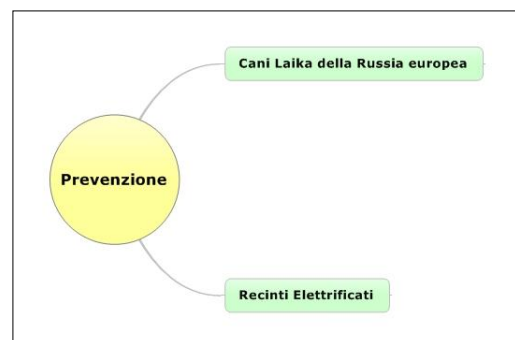 Cani Laika della Russia europea
Prevenzione
Recinti Elettrificati